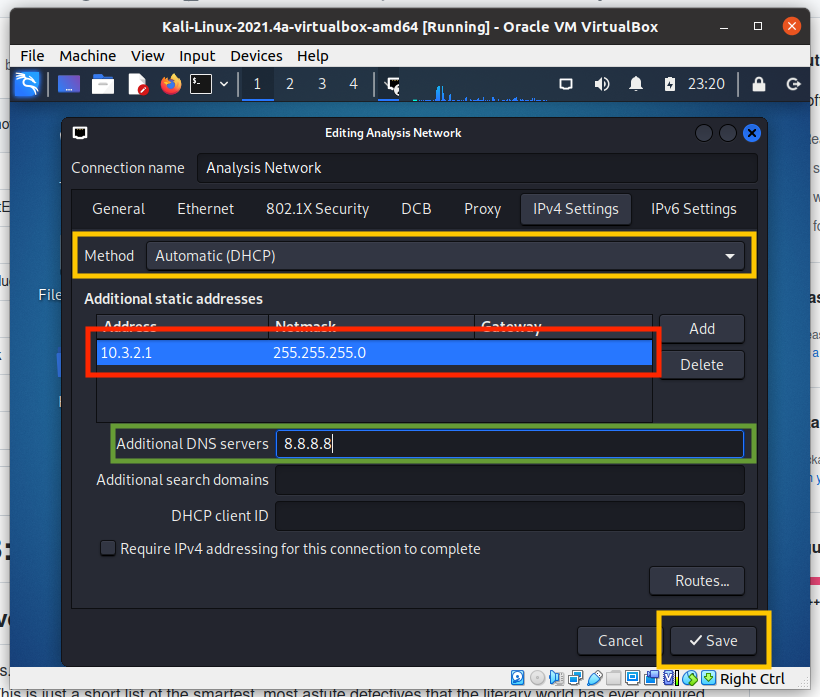 Kali-Linux-2021.4a-virtualbox-amd64 [Running] - Oracle VM VirtualBox
File Machine View Input Devices Help
1 2 3 4 23:20
Editing Analysis Network
Connection name Analysis Network
General Ethernet 802.1X Security DCB Proxy IPv4 Settings IPv6 Settings
Method Automatic (DHCP)
File
Additional static addresses
Address Netmask Gateway Add
10.3.2.1 255.255.255.0
Delete
Additional DNS servers 8.8.8.8
Additional search domains
DHCP client ID
Require IPv4 addressing for this connection to complete
Routes...
Cancel Save
Right Ctrl
This is just a short list of the smartest, most astute detectives that the literary world has ever conjured